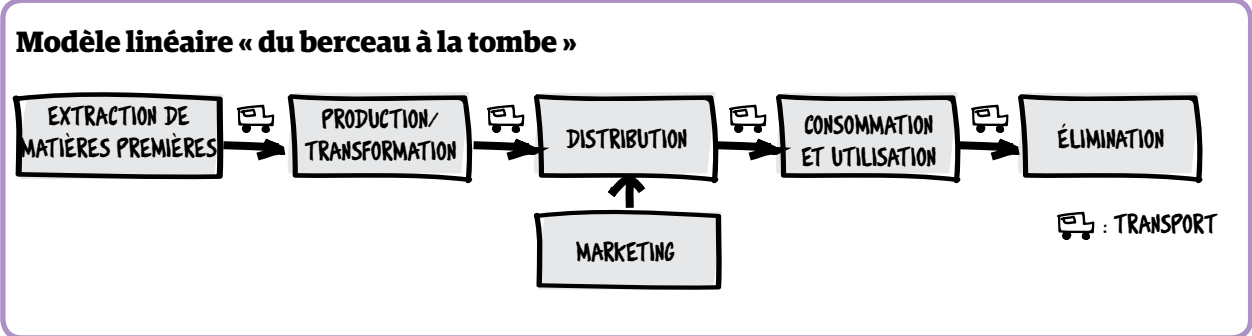 Modèle linéaire « du berceau à la tombe »
EXTRACTION DE
MATIÈRES PREMIÈRES
PRODUCTION/
TRANSFORMATION
DISTRIBUTION
CONSOMMATION
ET UTILISATION
ÉLIMINATION
MARKETING
: TRANSPORT